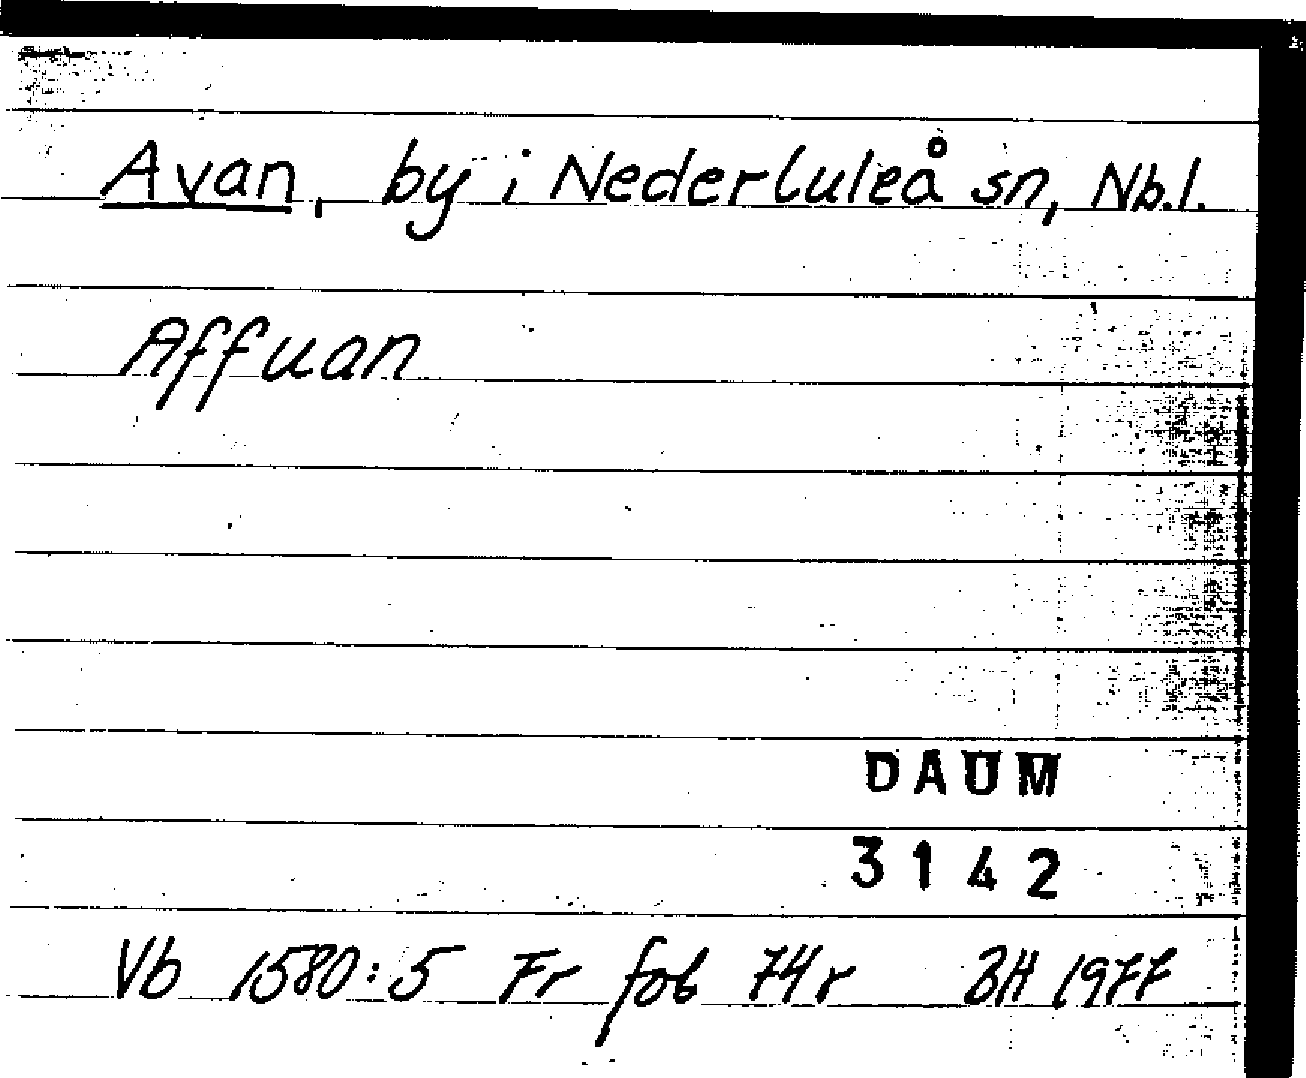 Avan, by i Nederluleå sn, Nb.l.
Affuan
DAUM
3142
Vb 1580:5 Fr fol 74r BH 1977